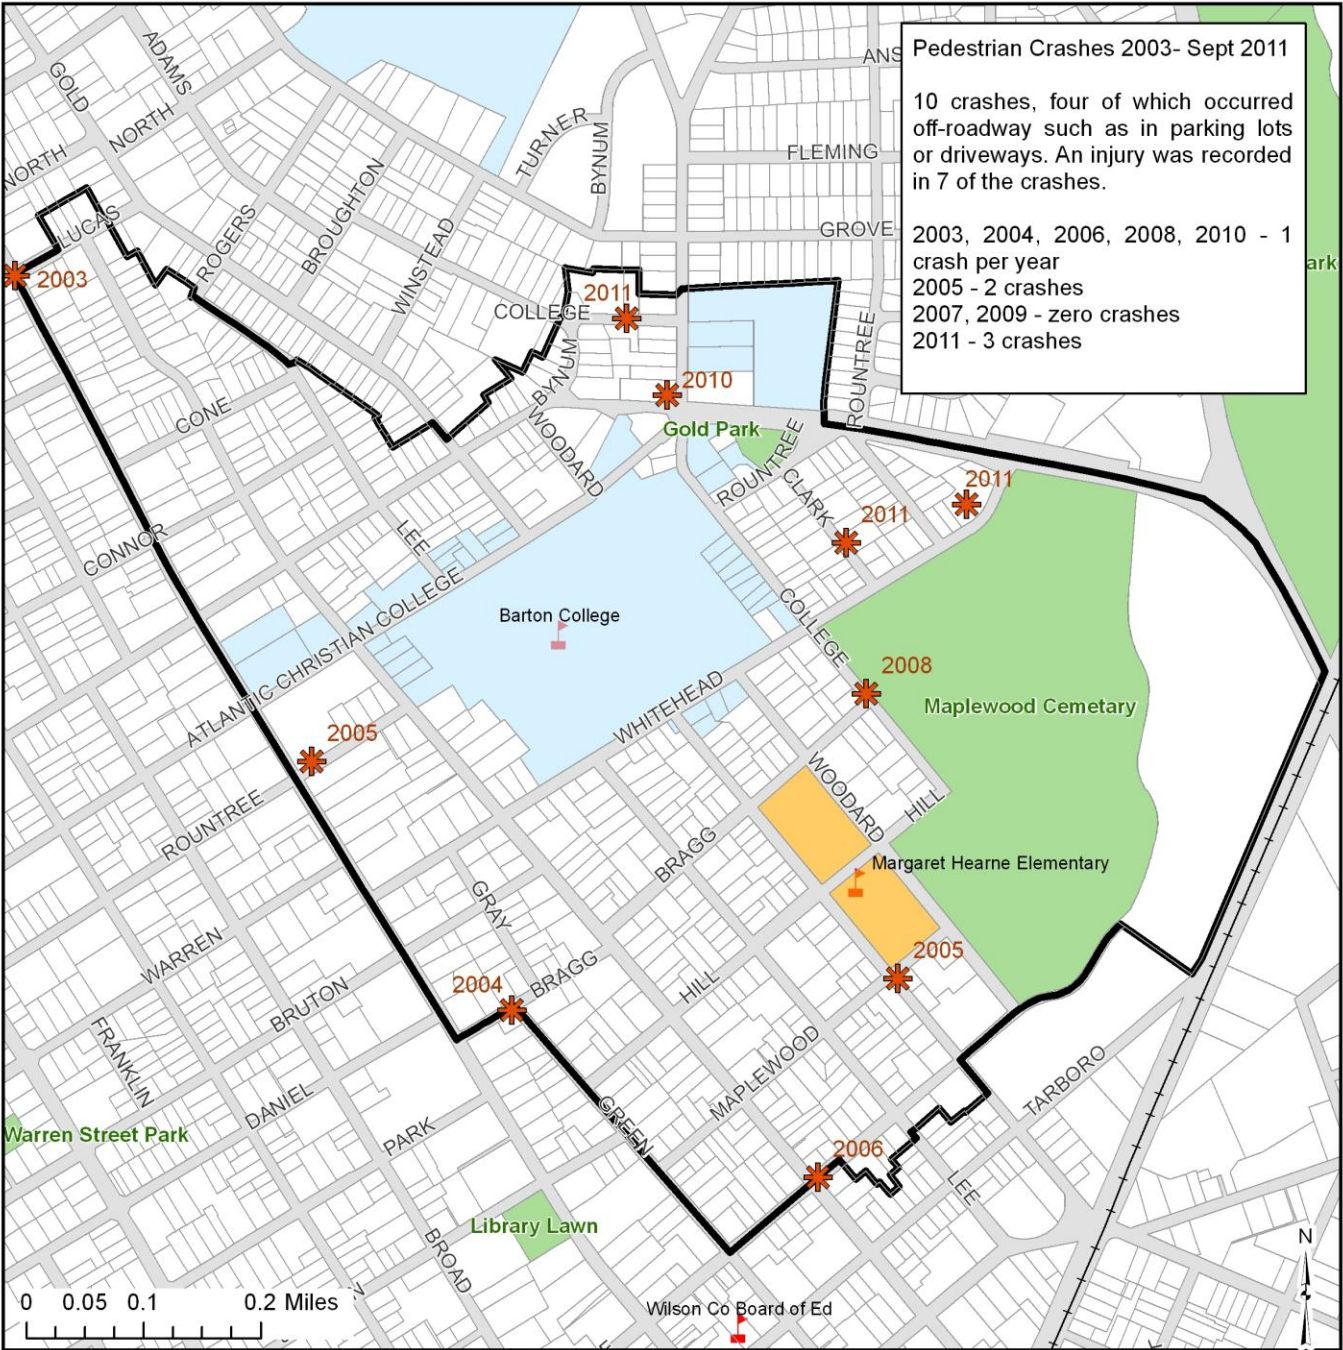 Pedestrian Crashes 2003- Sept 2011
10 crashes, four of which occurred
off-roadway such as in parking lots
or driveways. An injury was recorded
in 7 of the crashes.
2003, 2004, 2006, 2008, 2010 - 1
crash per year
2005 - 2 crashes
2007, 2009 - zero crashes
2011 - 3 crashes
GOLD
ADAMS
NORTH
NORTH
TURNER
BYNUM
ANS
FLEMING
GROVE
LUCAS
ROGERS
BROUGHTON
WINSTEAD
ark
2003
2011
COLLEGE
BYNUM
ROUNTREE
2010
CONE
WOODARD
Gold Park
ROUNTREE
CLARK
2011
2011
CONNOR
LEE
ATLANTIC CHRISTIAN COLLEGE
Barton College
COLLEGE
2008
WHITEHEAD
Maplewood Cemetary
2005
ROUNTREE
WOODARD
HILL
BRAGG
Margaret Hearne Elementary
GRAY
WARREN
2005
2004
BRAGG
HILL
BRUTON
FRANKLIN
MAPLEWOOD
TARBORO
DANIEL
GREEN
PARK
Warren Street Park
2006
LEE
Library Lawn
BROAD
N
0 0.05 0.1 0.2 Miles
Wilson Co Board of Ed